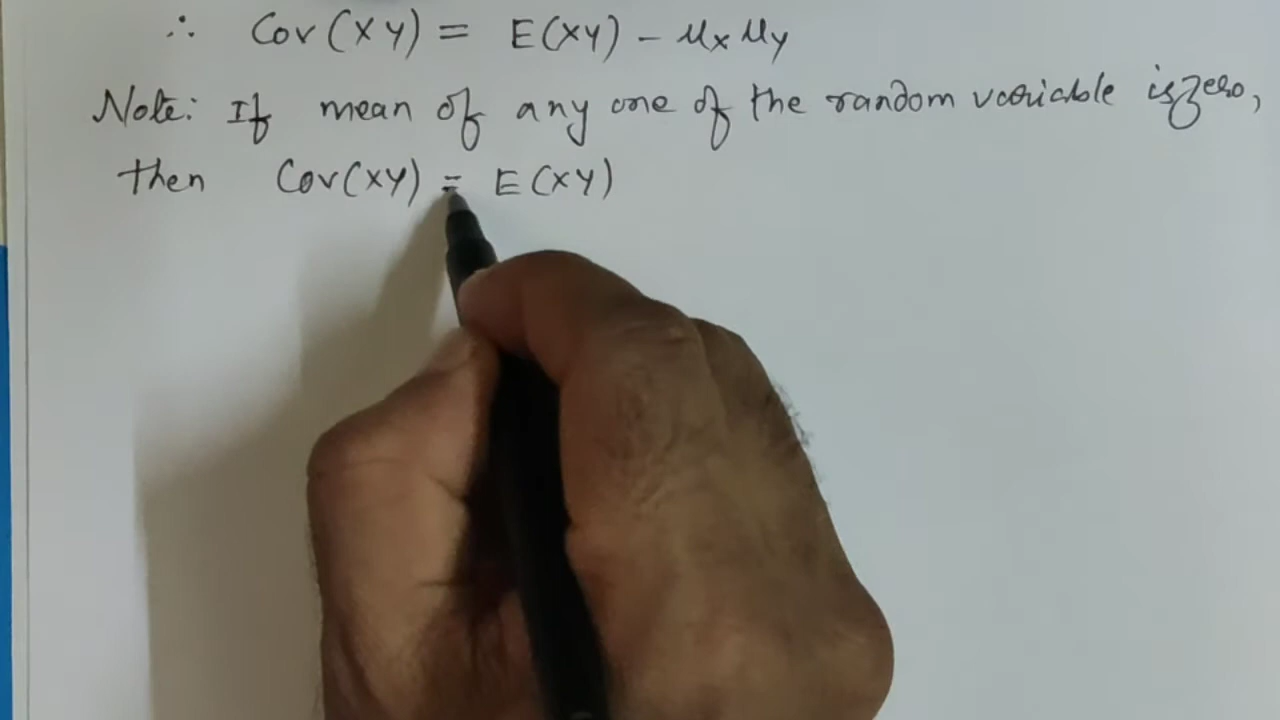 ∴ Cov(XY) = E(XY) - μx μy
Note: If mean of any one of the random variable is zero,
then Cov(XY) = E(XY)